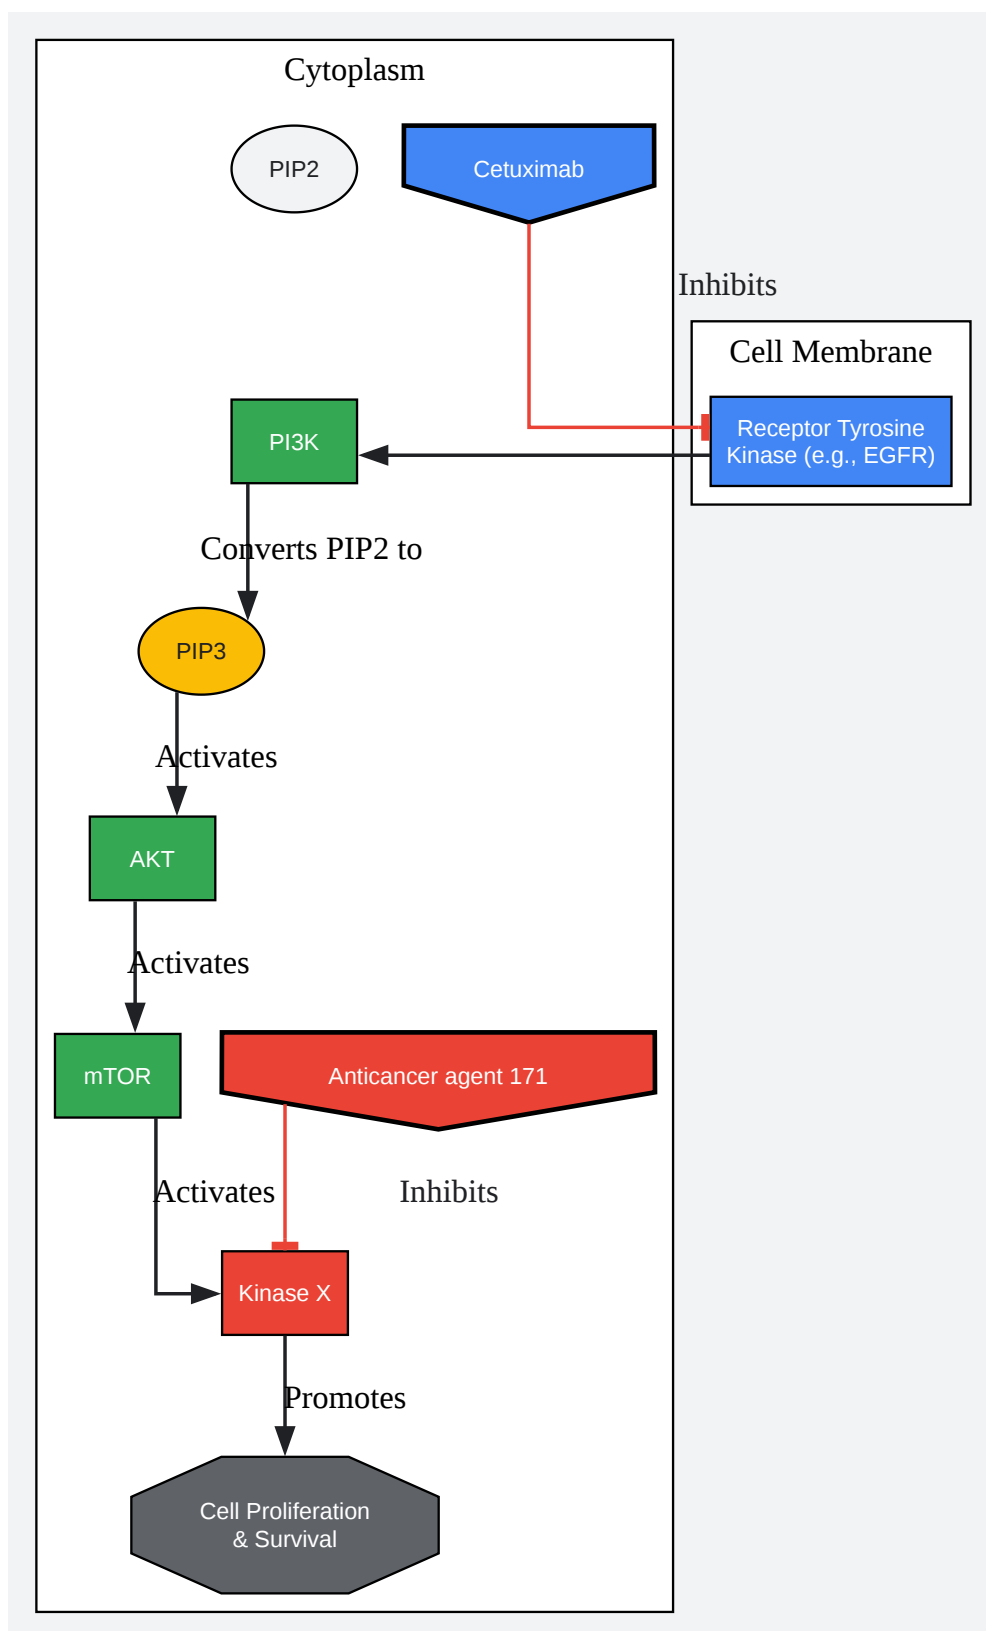 Cytoplasm
PIP2
Cetuximab
Inhibits
Cell Membrane
Receptor Tyrosine
Kinase (e.g., EGFR)
PI3K
Converts PIP2 to
PIP3
Activates
AKT
Activates
mTOR
Anticancer agent 171
Activates
Inhibits
Kinase X
Promotes
Cell Proliferation
& Survival